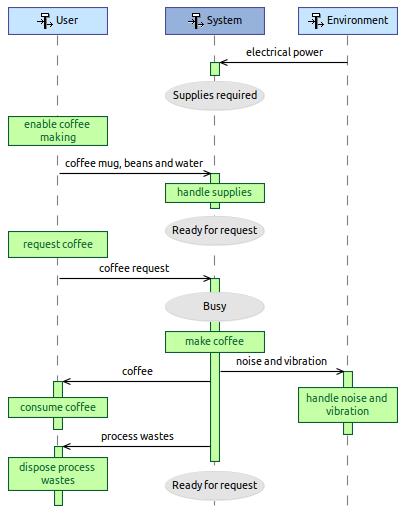 User
System
Environment
electrical power
Supplies required
enable coffee
making
coffee mug, beans and water
handle supplies
Ready for request
request coffee
coffee request
Busy
make coffee
noise and vibration
coffee
handle noise and
vibration
consume coffee
process wastes
dispose process
wastes
Ready for request